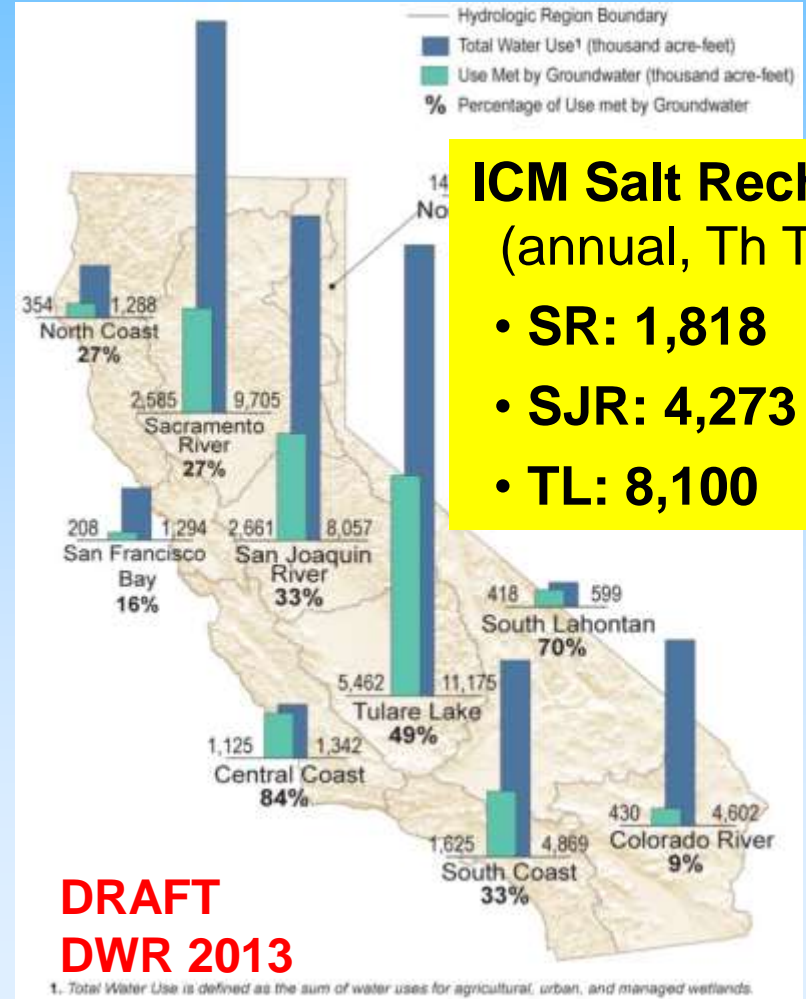 Hydrologic Region Boundary
Total Water Use¹ (thousand acre-feet)
Use Met by Groundwater (thousand acre-feet)
% Percentage of Use met by Groundwater
14
No
ICM Salt Rech
(annual, Th T
• SR: 1,818
• SJR: 4,273
• TL: 8,100
354 1,288
North Coast
27%
2,585 9,705
Sacramento
River
27%
208 1,294
San Francisco
Bay
16%
2,661 8,057
San Joaquin
River
33%
418 599
South Lahontan
70%
5,462 11,175
Tulare Lake
49%
1,125 1,342
Central Coast
84%
430 4,602
Colorado River
9%
1,625 4,869
South Coast
33%
DRAFT
DWR 2013
1. Total Water Use is defined as the sum of water uses for agricultural, urban, and managed wetlands.